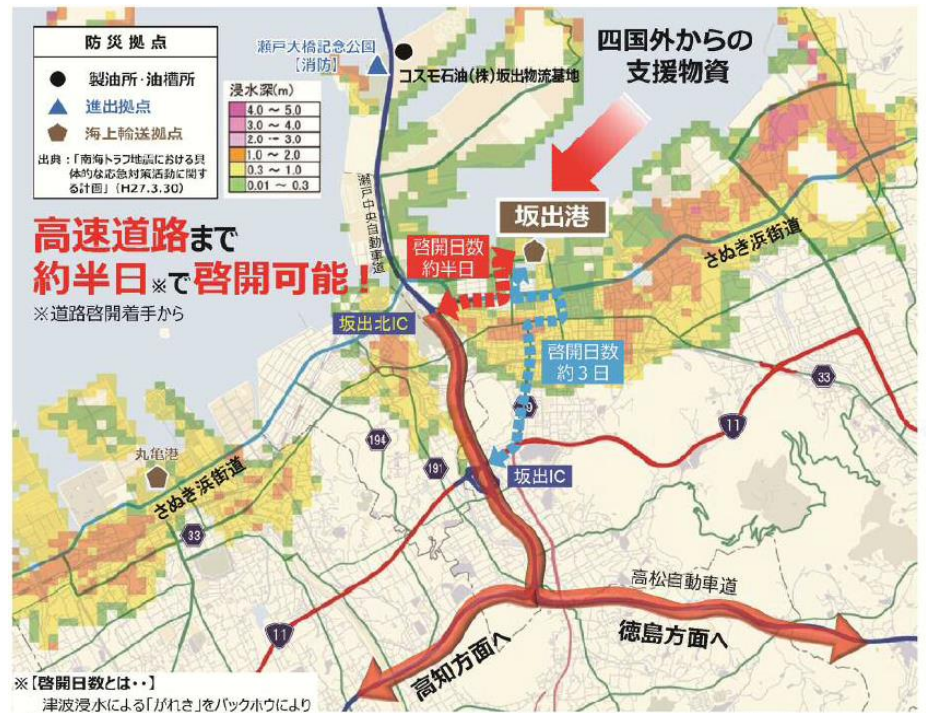 防災拠点
製油所・油槽所
進出拠点
海上輸送拠点
出典:「南海トラフ地震における具
体的な応急対策活動に関す
る計画」(H27.3.30)
瀬戸大橋記念公園
【消防】
コスモ石油(株)坂出物流基地
浸水深(m)
4.0 ~ 5.0
3.0 ~ 4.0
2.0 ~ 3.0
1.0 ~ 2.0
0.3 ~ 1.0
0.01 ~ 0.3
四国外からの
支援物資
瀬戸中央自動車道
坂出港
さぬき浜街道
高速道路まで
約半日※で啓開可能!
※道路啓開着手から
啓開日数
約半日
坂出北IC
啓開日数
約3日
33
11
194
191
坂出IC
丸亀港
さぬき浜街道
33
11
高松自動車道
徳島方面へ
高知方面へ
※【啓開日数とは・・】
津波浸水による「がれき」をバックホウにより